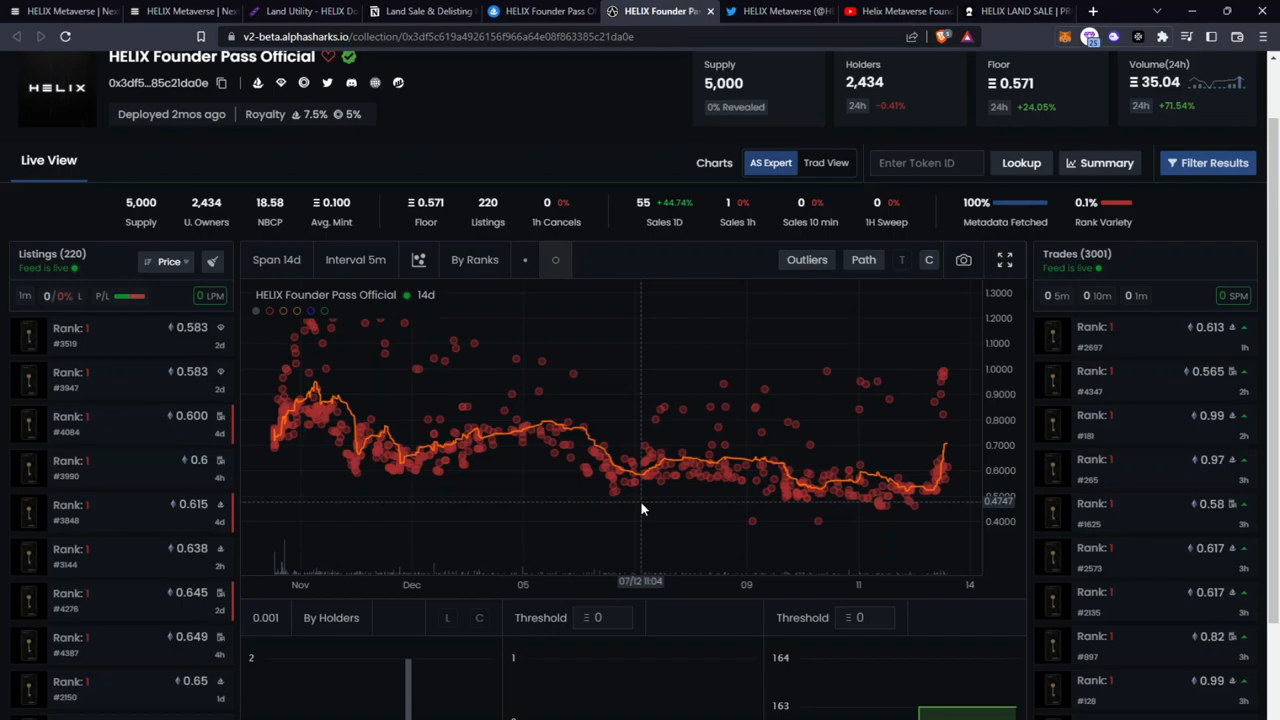 HELIX Metaverse | Nex
HELIX Metaverse | Nex
Land Utility - HELIX Do
Land Sale & Delisting
HELIX Founder Pass O
HELIX Founder Pa
HELIX Metaverse (@H
Helix Metaverse Foun
HELIX LAND SALE | PR
v2-beta.alphasharks.io/collection/0x3df5c619a4926156f966a64e08f863385c21da0e
25
HELIX
HELIX Founder Pass Official
0x3df5...85c21da0e
Deployed 2mos ago
Royalty 7.5% 5%
Supply
5,000
0% Revealed
Holders
2,434
24h -0.41%
Floor
Ξ 0.571
24h +24.05%
Volume(24h)
Ξ 35.04
24h +71.54%
Live View
Charts
AS Expert
Trad View
Enter Token ID
Lookup
Summary
Filter Results
5,000
Supply
2,434
U. Owners
18.58
NBCP
Ξ 0.100
Avg. Mint
Ξ 0.571
Floor
220
Listings
0 0%
1h Cancels
55 +44.74%
Sales 1D
1 0%
Sales 1h
0 0%
Sales 10 min
0 0%
1H Sweep
100%
Metadata Fetched
0.1%
Rank Variety
Listings (220)
Feed is live
Price
1m 0/0% L P/L 0 LPM
Rank: 1 0.583
#3519 2d
Rank: 1 0.583
#3947 2d
Rank: 1 0.600
#4084 4d
Rank: 1 0.6
#3990 4h
Rank: 1 0.615
#3848 4d
Rank: 1 0.638
#3144 2h
Rank: 1 0.645
#4276 2d
Rank: 1 0.649
#4387 4h
Rank: 1 0.65
#2150 1d
Span 14d
Interval 5m
By Ranks
Outliers
Path
T
C
HELIX Founder Pass Official 14d
1.3000
1.2000
1.1000
1.0000
0.9000
0.8000
0.7000
0.6000
0.4747
0.4000
Nov
Dec
05
07/12 11:04
09
11
14
0.001
By Holders
L
C
Threshold Ξ 0
Threshold Ξ 0
2
1
164
163
Trades (3001)
Feed is live
0 5m 0 10m 0 1m 0 SPM
Rank: 1 0.613
#2697 1h
Rank: 1 0.565
#4347 2h
Rank: 1 0.99
#181 2h
Rank: 1 0.97
#265 3h
Rank: 1 0.58
#1625 3h
Rank: 1 0.617
#2573 3h
Rank: 1 0.617
#2135 3h
Rank: 1 0.82
#897 3h
Rank: 1 0.99
#128 3h